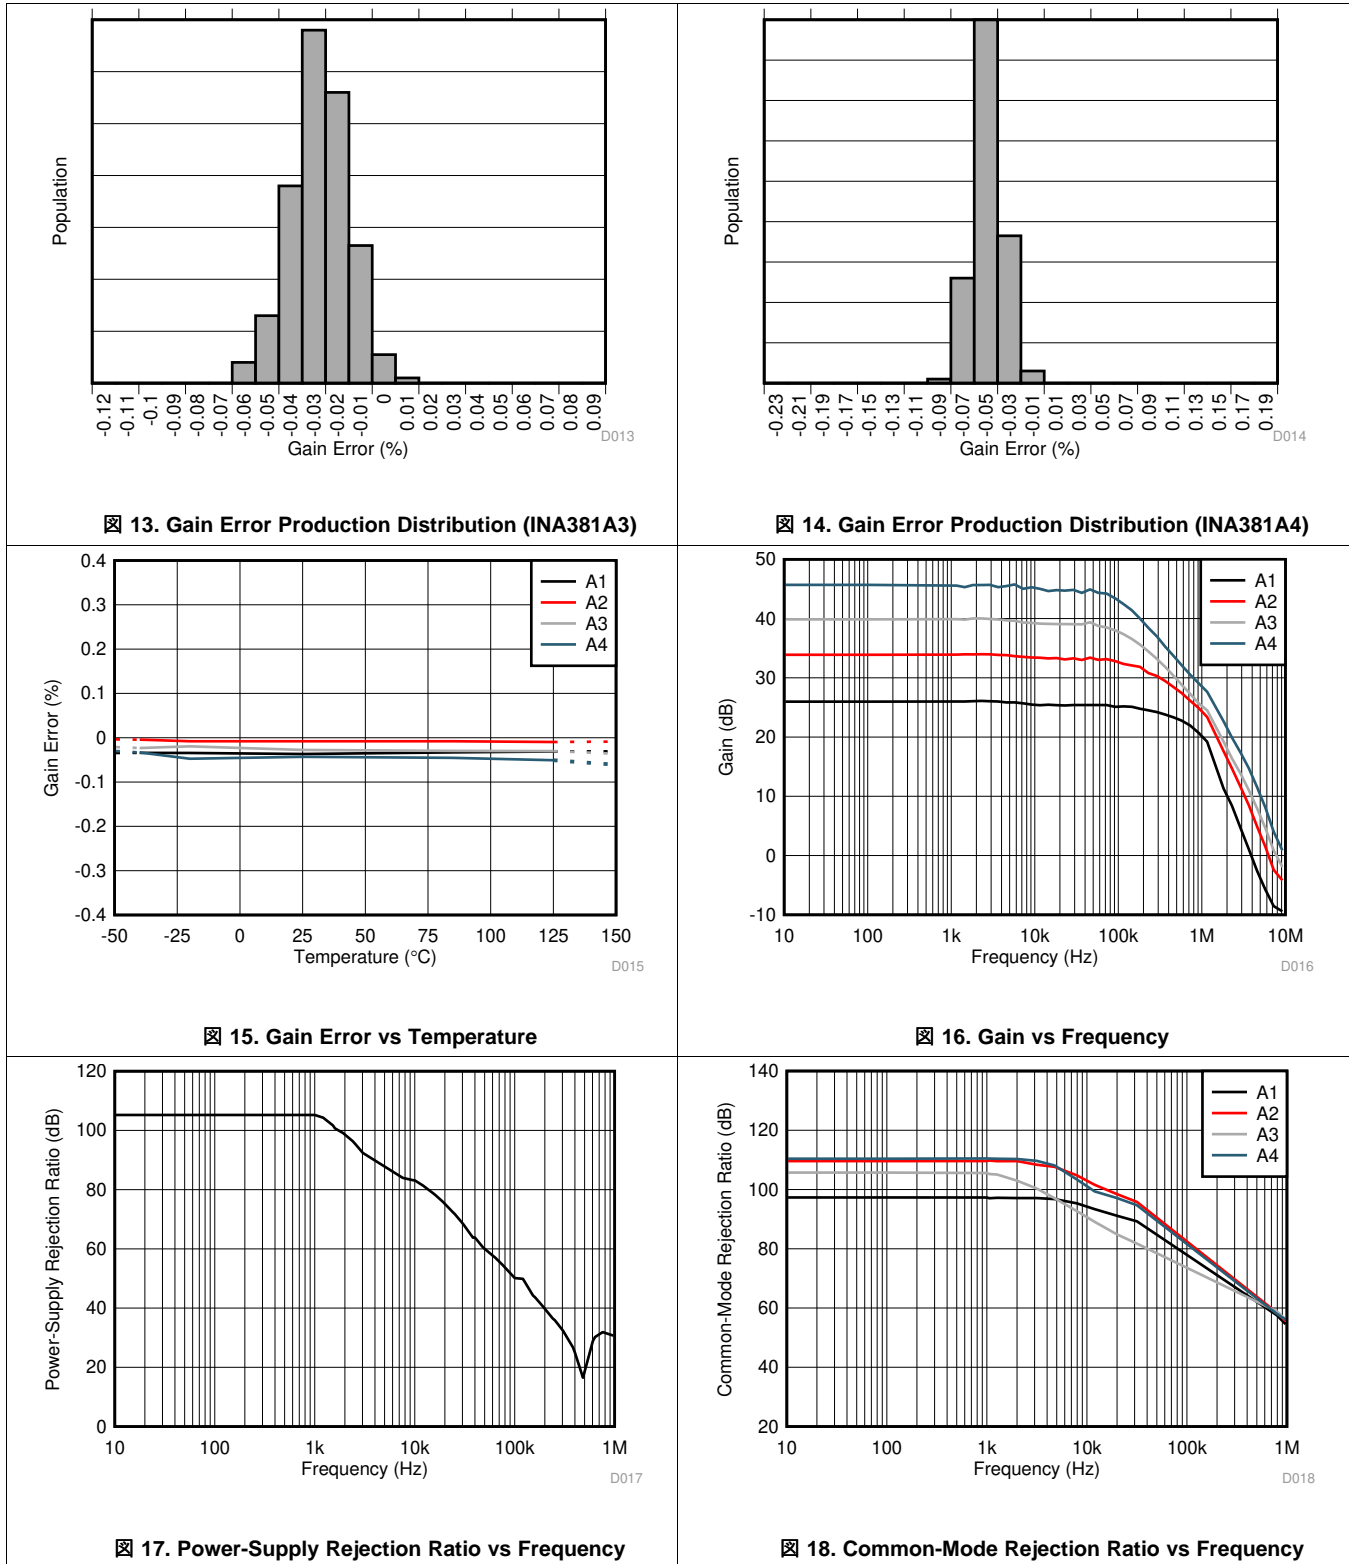 Population
-0.12
-0.11
-0.1
-0.09
-0.08
-0.07
-0.06
-0.05
-0.04
-0.03
-0.02
-0.01
0
0.01
0.02
0.03
0.04
0.05
0.06
0.07
0.08
0.09
D013
Gain Error (%)
図 13. Gain Error Production Distribution (INA381A3)
Population
-0.23
-0.21
-0.19
-0.17
-0.15
-0.13
-0.11
-0.09
-0.07
-0.05
-0.03
-0.01
0.01
0.03
0.05
0.07
0.09
0.11
0.13
0.15
0.17
0.19
D014
Gain Error (%)
図 14. Gain Error Production Distribution (INA381A4)
Gain Error (%)
0.4
0.3
0.2
0.1
0
-0.1
-0.2
-0.3
-0.4
A1
A2
A3
A4
-50 -25 0 25 50 75 100 125 150
Temperature (°C)
D015
図 15. Gain Error vs Temperature
Gain (dB)
50
40
30
20
10
0
-10
A1
A2
A3
A4
10 100 1k 10k 100k 1M 10M
Frequency (Hz)
D016
図 16. Gain vs Frequency
Power-Supply Rejection Ratio (dB)
120
100
80
60
40
20
0
10 100 1k 10k 100k 1M
Frequency (Hz)
D017
図 17. Power-Supply Rejection Ratio vs Frequency
Common-Mode Rejection Ratio (dB)
140
120
100
80
60
40
20
A1
A2
A3
A4
10 100 1k 10k 100k 1M
Frequency (Hz)
D018
図 18. Common-Mode Rejection Ratio vs Frequency